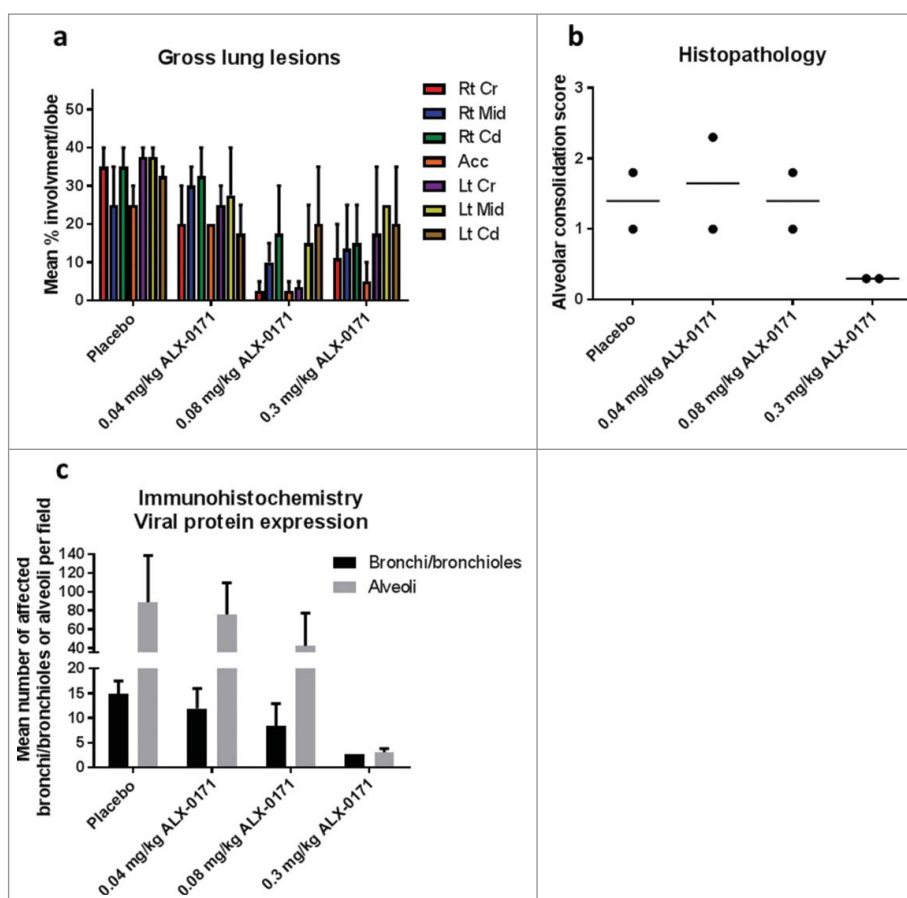 a
Gross lung lesions
Mean % involvment/lobe
50
40
30
20
10
0
Rt Cr
Rt Mid
Rt Cd
Acc
Lt Cr
Lt Mid
Lt Cd
Placebo
0.04 mg/kg ALX-0171
0.08 mg/kg ALX-0171
0.3 mg/kg ALX-0171
b
Histopathology
Alveolar consolidation score
3
2
1
0
Placebo
0.04 mg/kg ALX-0171
0.08 mg/kg ALX-0171
0.3 mg/kg ALX-0171
c
Immunohistochemistry
Viral protein expression
Mean number of affected
bronchi/bronchioles or alveoli per field
140
120
100
80
60
40
20
15
10
5
0
Bronchi/bronchioles
Alveoli
Placebo
0.04 mg/kg ALX-0171
0.08 mg/kg ALX-0171
0.3 mg/kg ALX-0171